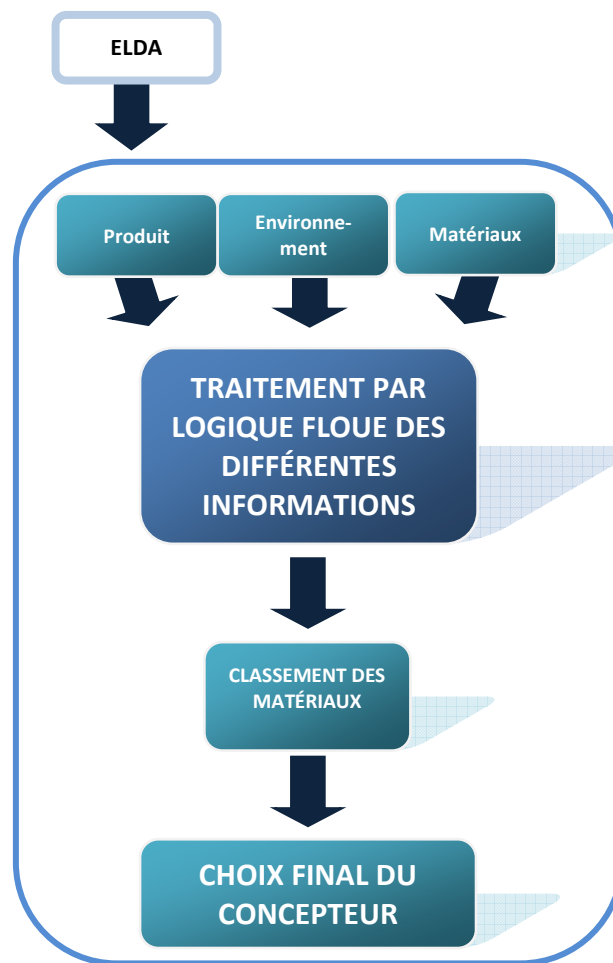 ELDA
Produit
Environne-
ment
Matériaux
TRAITEMENT PAR
LOGIQUE FLOUE DES
DIFFÉRENTES
INFORMATIONS
CLASSEMENT DES
MATÉRIAUX
CHOIX FINAL DU
CONCEPTEUR